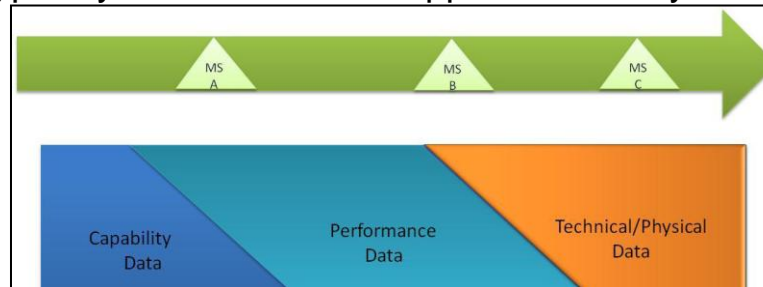 MS
A
MS
B
MS
C
Capability
Data
Performance
Data
Technical/Physical
Data